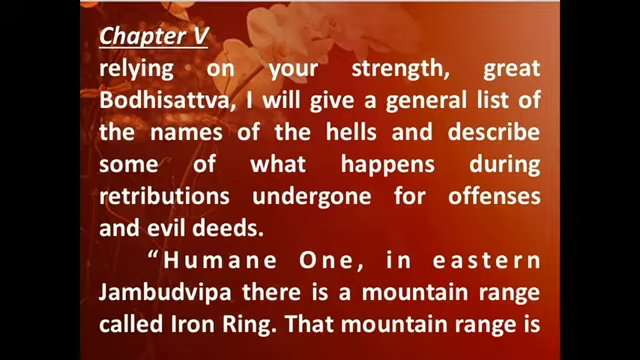 Chapter V
relying on your strength, great
Bodhisattva, I will give a general list of
the names of the hells and describe
some of what happens during
retributions undergone for offenses
and evil deeds.
“Humane One, in eastern
Jambudvipa there is a mountain range
called Iron Ring. That mountain range is